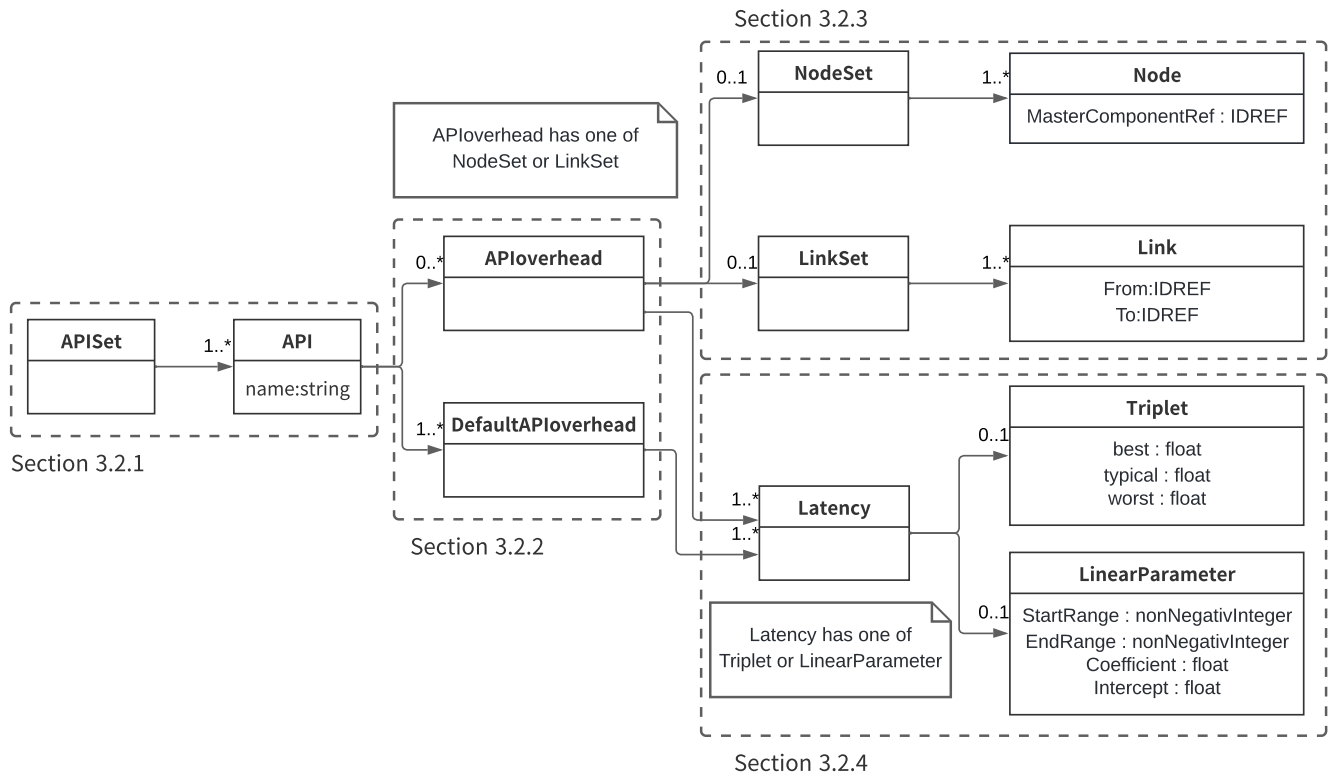 Section 3.2.3
NodeSet
0..1
Node
1..*
MasterComponentRef : IDREF
APIoverhead has one of
NodeSet or LinkSet
APIoverhead
0..*
LinkSet
0..1
Link
1..*
From:IDREF
To:IDREF
APISet
API
1..*
name:string
Section 3.2.1
DefaultAPIoverhead
1..*
Section 3.2.2
Latency
1..*
1..*
Triplet
0..1
best : float
typical : float
worst : float
LinearParameter
0..1
StartRange : nonNegativInteger
EndRange : nonNegativInteger
Coefficient : float
Intercept : float
Latency has one of
Triplet or LinearParameter
Section 3.2.4